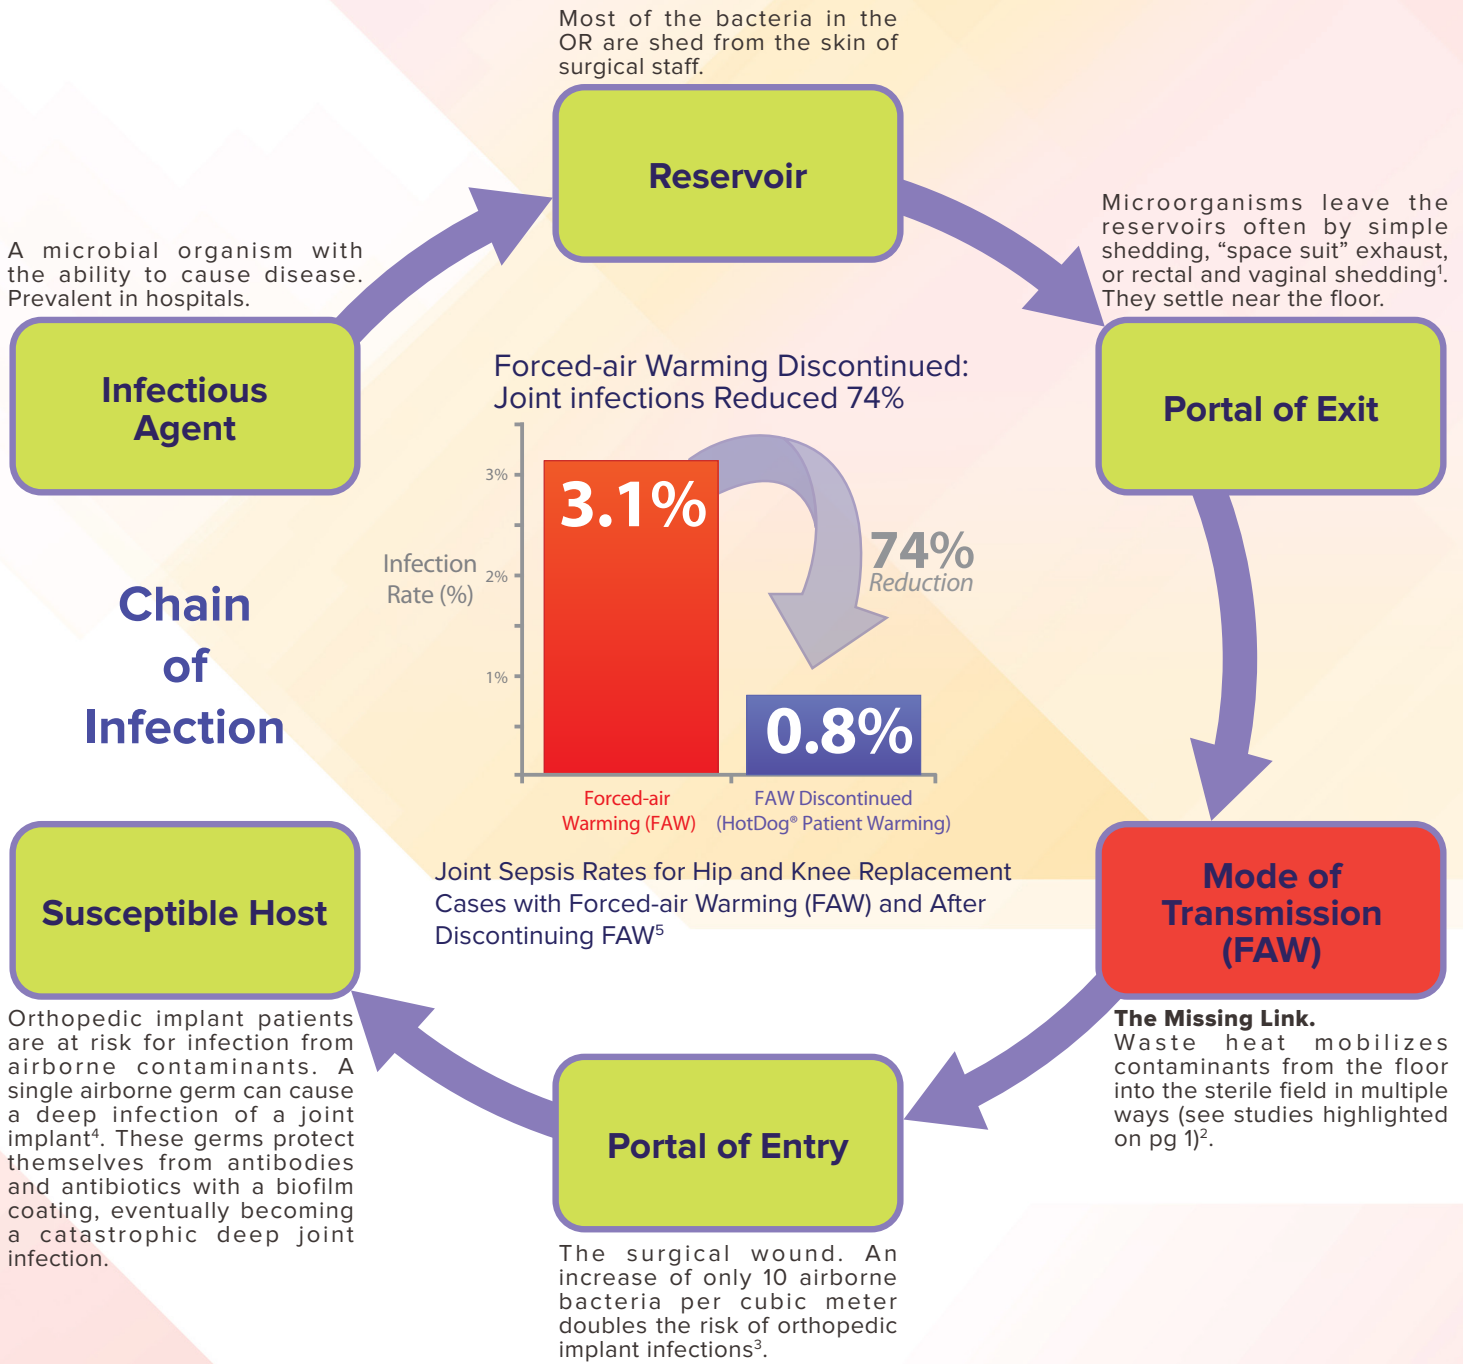 Most of the bacteria in the
OR are shed from the skin of
surgical staff.
Reservoir
Microorganisms leave the
reservoirs often by simple
shedding, “space suit” exhaust,
or rectal and vaginal shedding¹.
They settle near the floor.
Portal of Exit
A microbial organism with
the ability to cause disease.
Prevalent in hospitals.
Infectious
Agent
Forced-air Warming Discontinued:
Joint infections Reduced 74%
3%
2%
1%
Infection
Rate (%)
3.1%
74%
Reduction
0.8%
Forced-air
Warming (FAW)
FAW Discontinued
(HotDog® Patient Warming)
Joint Sepsis Rates for Hip and Knee Replacement
Cases with Forced-air Warming (FAW) and After
Discontinuing FAW⁵
Chain
of
Infection
Mode of
Transmission
(FAW)
The Missing Link.
Waste heat mobilizes
contaminants from the floor
into the sterile field in multiple
ways (see studies highlighted
on pg 1)².
Portal of Entry
The surgical wound. An
increase of only 10 airborne
bacteria per cubic meter
doubles the risk of orthopedic
implant infections³.
Susceptible Host
Orthopedic implant patients
are at risk for infection from
airborne contaminants. A
single airborne germ can cause
a deep infection of a joint
implant⁴. These germs protect
themselves from antibodies
and antibiotics with a biofilm
coating, eventually becoming
a catastrophic deep joint
infection.